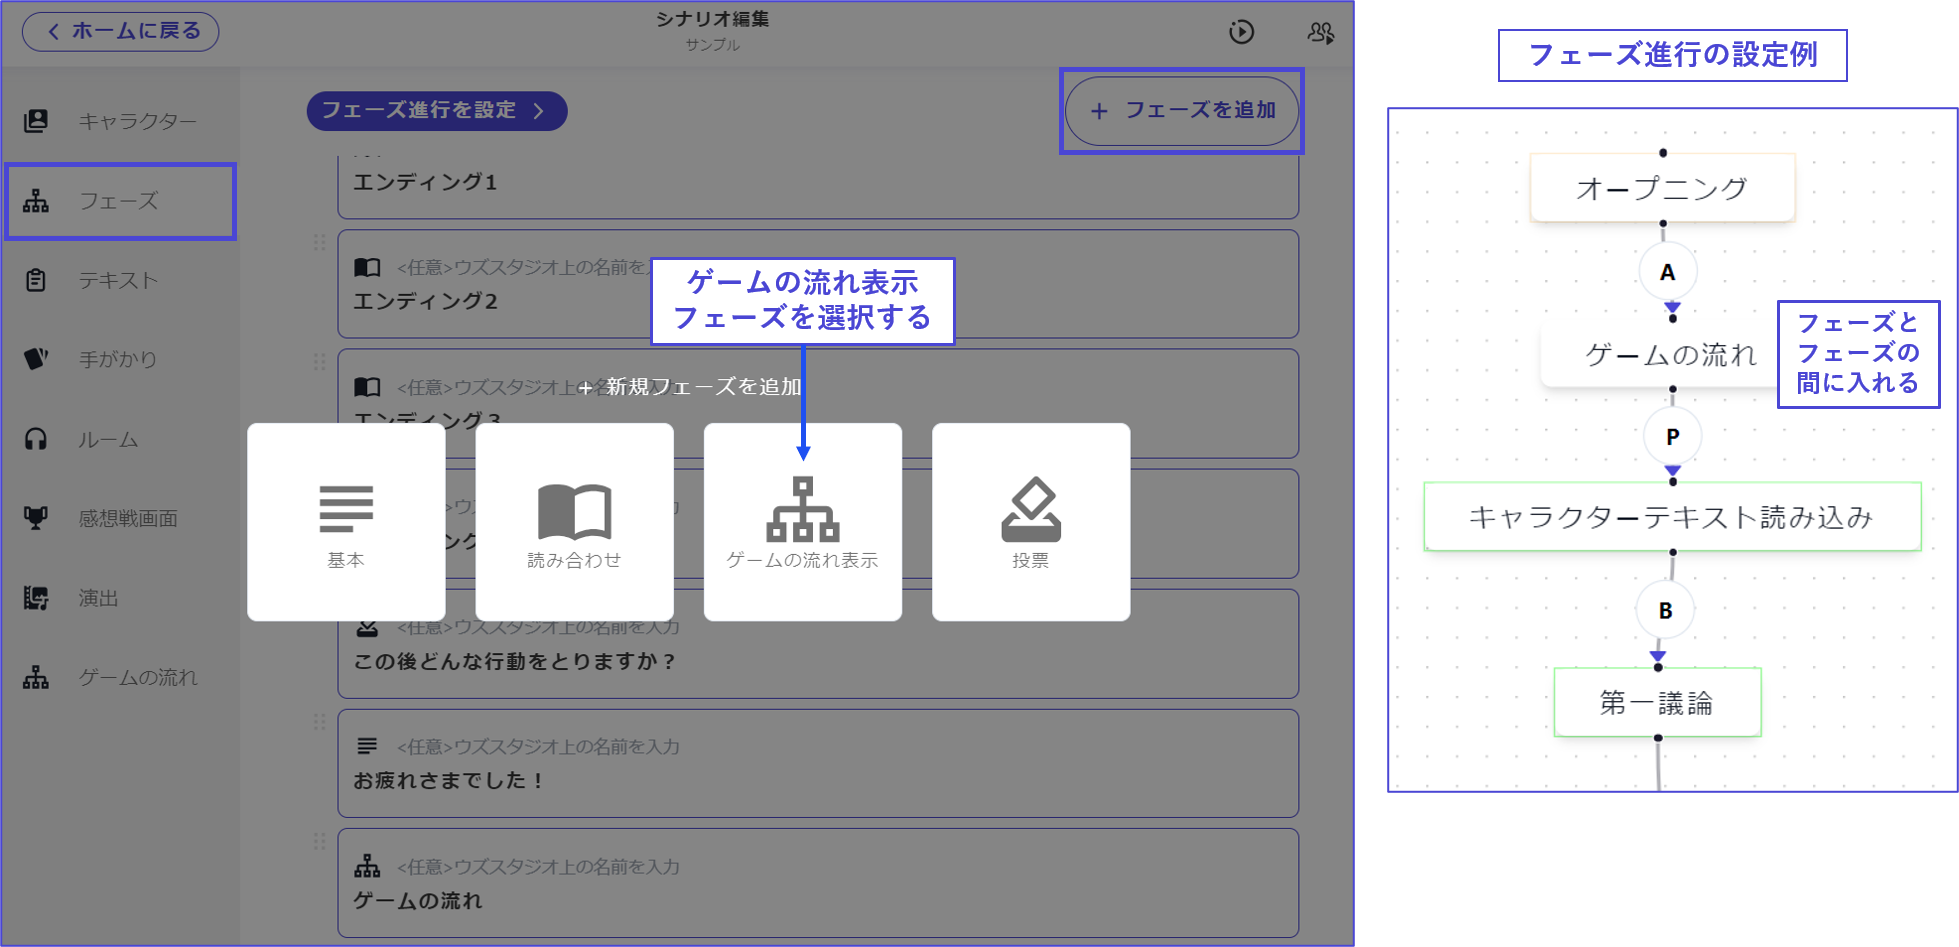 ホームに戻る
シナリオ編集
サンプル
キャラクター
フェーズ
テキスト
手がかり
ルーム
感想戦画面
演出
ゲームの流れ
フェーズ進行を設定
+ フェーズを追加
エンディング1
<任意>ウズスタジオ上の名前を入
エンディング2
ゲームの流れ表示
フェーズを選択する
<任意>ウズスタジオ上の名前を入力
+ 新規フェーズを追加
エンディング3
基本
読み合わせ
ゲームの流れ表示
投票
<任意>ウズスタジオ上の名前を入力
この後どんな行動をとりますか？
<任意>ウズスタジオ上の名前を入力
お疲れさまでした！
<任意>ウズスタジオ上の名前を入力
ゲームの流れ
フェーズ進行の設定例
オープニング
A
ゲームの流れ
フェーズと
フェーズの
間に入れる
P
キャラクターテキスト読み込み
B
第一議論